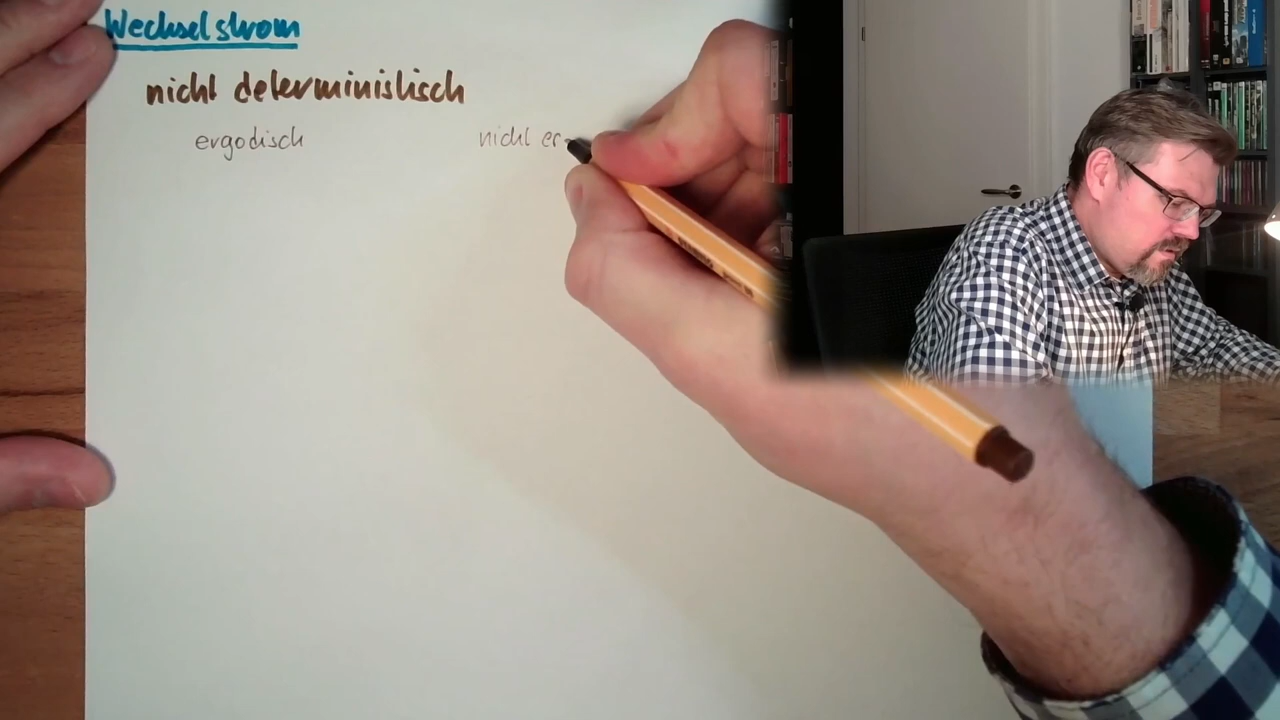 Wechselstrom
nicht deterministisch
ergodisch nicht er